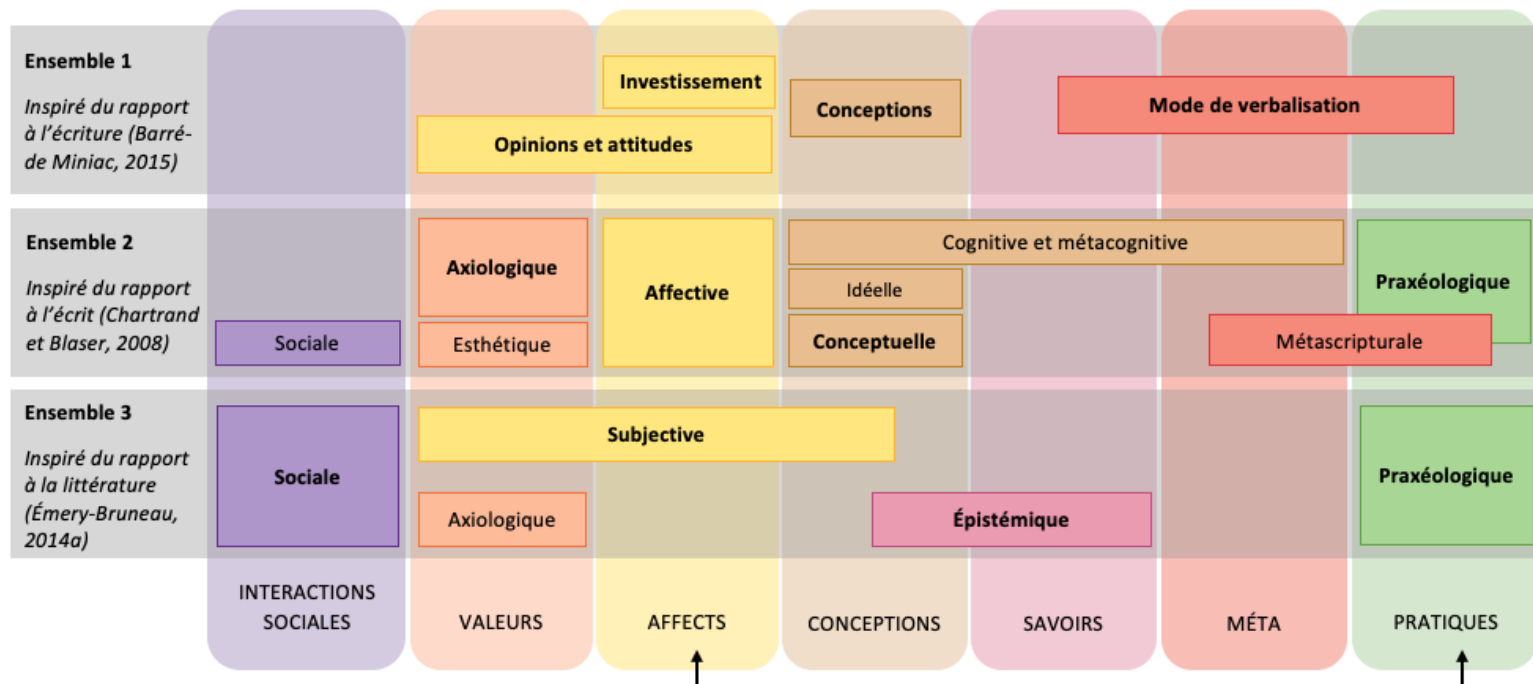 Ensemble 1
Inspiré du rapport
à l'écriture (Barré-
de Miniac, 2015)
Investissement
Opinions et attitudes
Conceptions
Mode de verbalisation
Ensemble 2
Inspiré du rapport
à l'écrit (Chartrand
et Blaser, 2008)
Sociale
Axiologique
Esthétique
Affective
Cognitive et métacognitive
Idéelle
Conceptuelle
Métascripturale
Praxéologique
Ensemble 3
Inspiré du rapport
à la littérature
(Émery-Bruneau,
2014a)
Sociale
Subjective
Axiologique
Épistémique
Praxéologique
INTERACTIONS
SOCIALES
VALEURS
AFFECTS
CONCEPTIONS
SAVOIRS
MÉTA
PRATIQUES